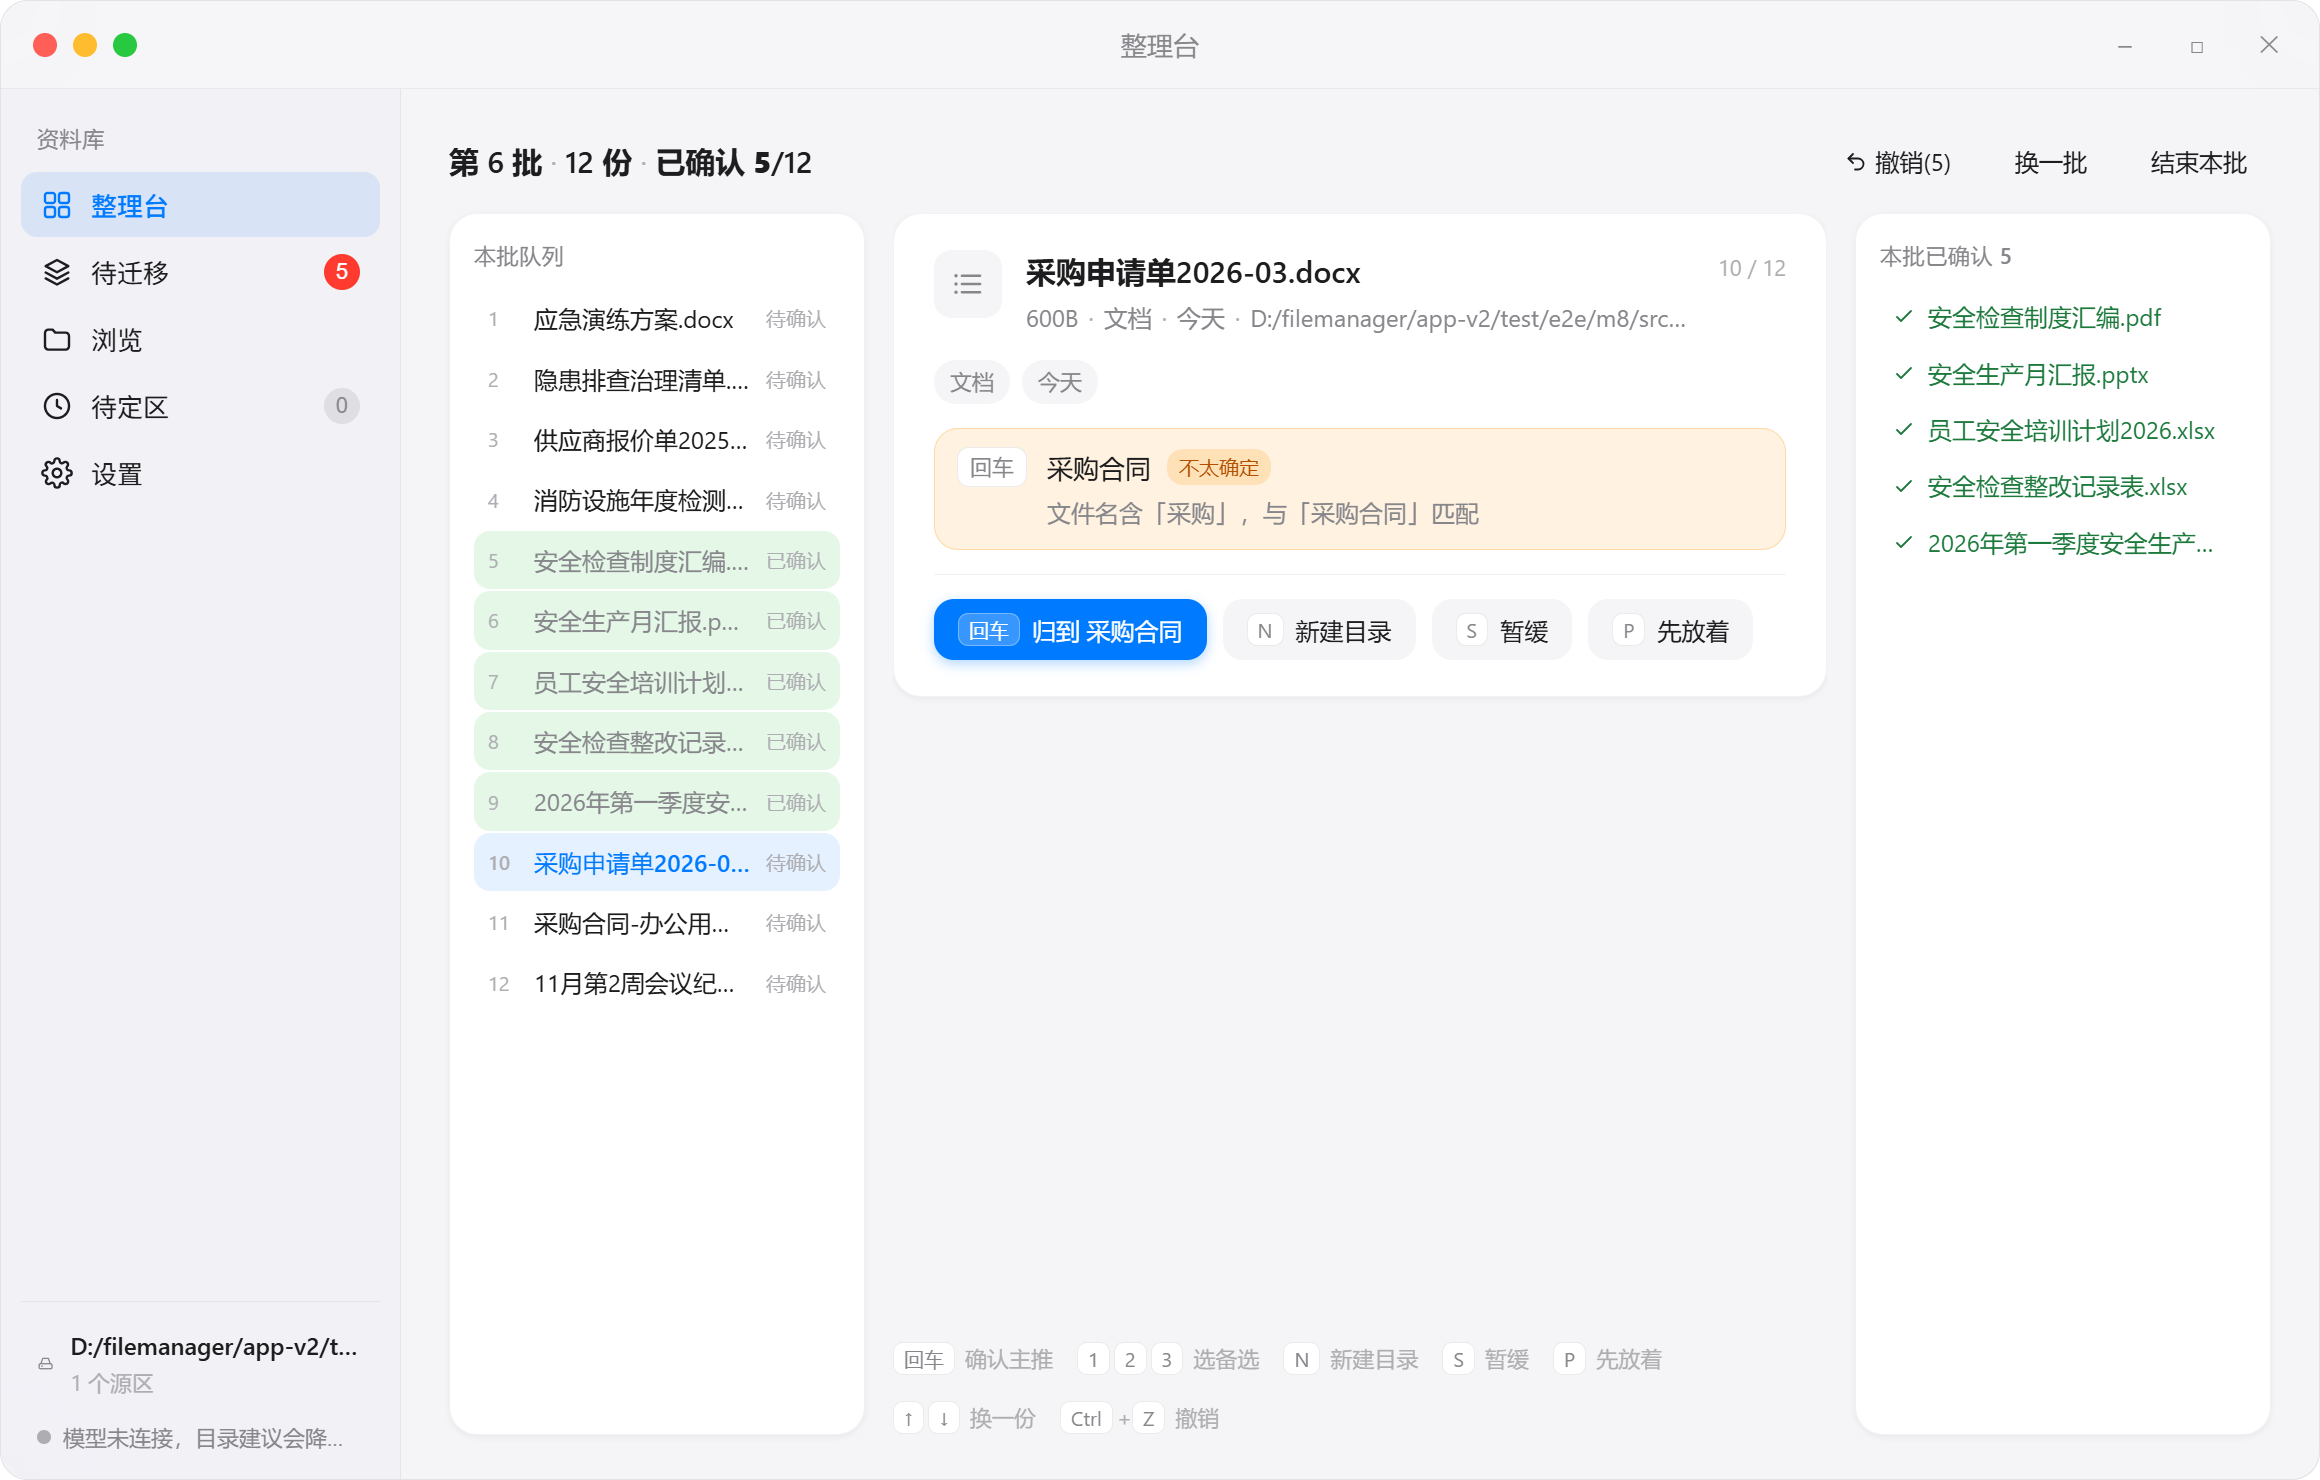 整理台
资料库
整理台
待迁移 5
浏览
待定区 0
设置
D:/filemanager/app-v2/t...
1 个源区
模型未连接，目录建议会降...
第 6 批 · 12 份 · 已确认 5/12
撤销(5) 换一批 结束本批
本批队列
1 应急演练方案.docx 待确认
2 隐患排查治理清单.... 待确认
3 供应商报价单2025... 待确认
4 消防设施年度检测... 待确认
5 安全检查制度汇编.... 已确认
6 安全生产月汇报.p... 已确认
7 员工安全培训计划... 已确认
8 安全检查整改记录... 已确认
9 2026年第一季度安... 已确认
10 采购申请单2026-0... 待确认
11 采购合同-办公用... 待确认
12 11月第2周会议纪... 待确认
采购申请单2026-03.docx 10 / 12
600B · 文档 · 今天 · D:/filemanager/app-v2/test/e2e/m8/src...
文档 今天
回车 采购合同 不太确定
文件名含「采购」，与「采购合同」匹配
回车 归到 采购合同 N 新建目录 S 暂缓 P 先放着
回车 确认主推 1 2 3 选备选 N 新建目录 S 暂缓 P 先放着
↑ ↓ 换一份 Ctrl + Z 撤销
本批已确认 5
安全检查制度汇编.pdf
安全生产月汇报.pptx
员工安全培训计划2026.xlsx
安全检查整改记录表.xlsx
2026年第一季度安全生产...